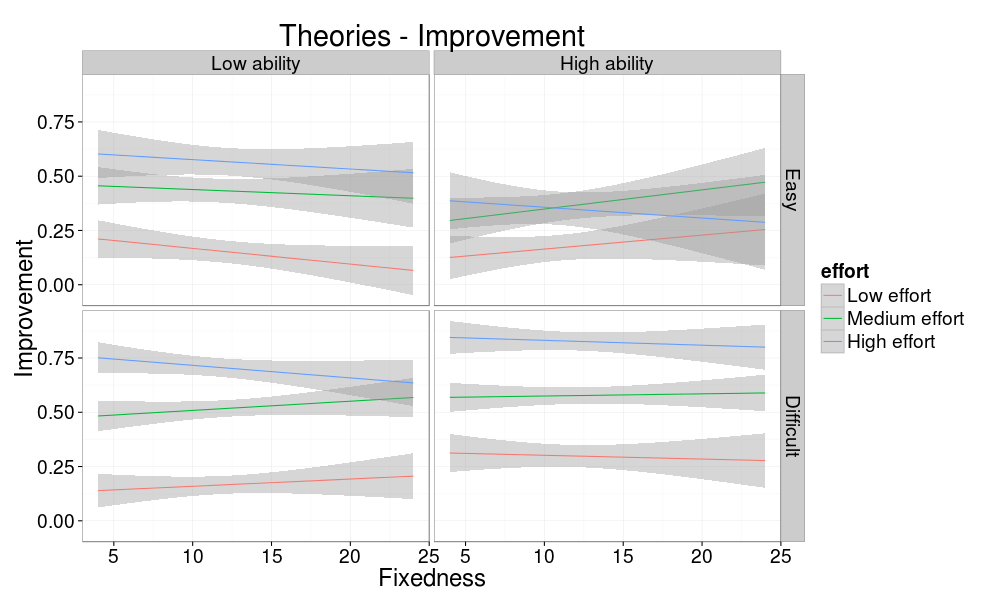 Theories - Improvement
Low ability
High ability
Improvement
0.75
0.50
0.25
0.00
Easy
0.75
0.50
0.25
0.00
Difficult
5 10 15 20 25 5 10 15 20 25
Fixedness
effort
Low effort
Medium effort
High effort